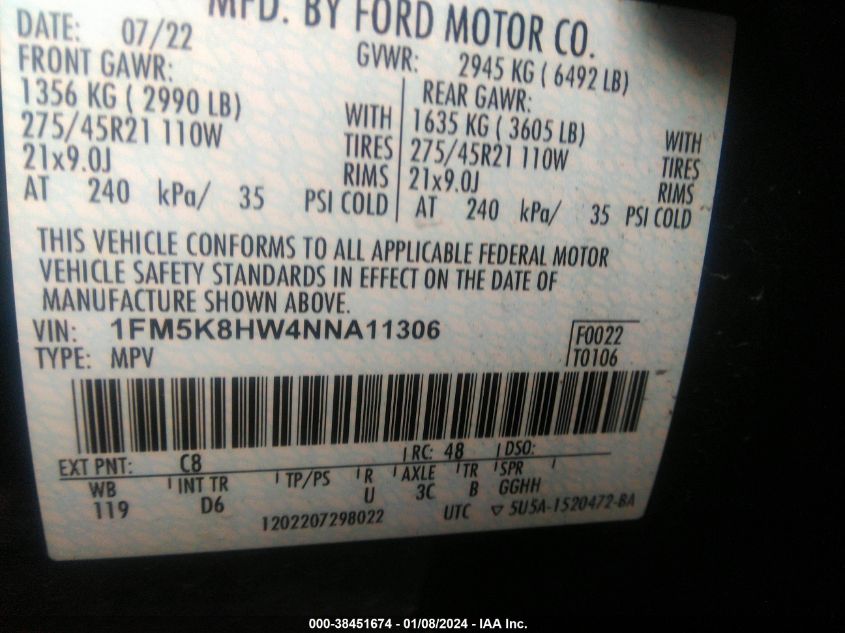 MFD. BY FORD MOTOR CO.
DATE: 07/22 GVWR: 2945 KG ( 6492 LB)
FRONT GAWR: REAR GAWR:
1356 KG ( 2990 LB) WITH 1635 KG ( 3605 LB) WITH
275/45R21 110W TIRES 275/45R21 110W TIRES
21x9.0J RIMS 21x9.0J RIMS
AT 240 kPa/ 35 PSI COLD AT 240 kPa/ 35 PSI COLD
THIS VEHICLE CONFORMS TO ALL APPLICABLE FEDERAL MOTOR
VEHICLE SAFETY STANDARDS IN EFFECT ON THE DATE OF
MANUFACTURE SHOWN ABOVE.
VIN: 1FM5K8HW4NNA11306 F0022
TYPE: MPV T0106
EXT PNT: C8 RC: 48 DSO:
WB INT TR TP/PS R AXLE TR SPR
119 D6 U 3C B GGHH
1202207298022 UTC ▽ 5U5A-1520472-BA
000-38451674 - 01/08/2024 - IAA Inc.